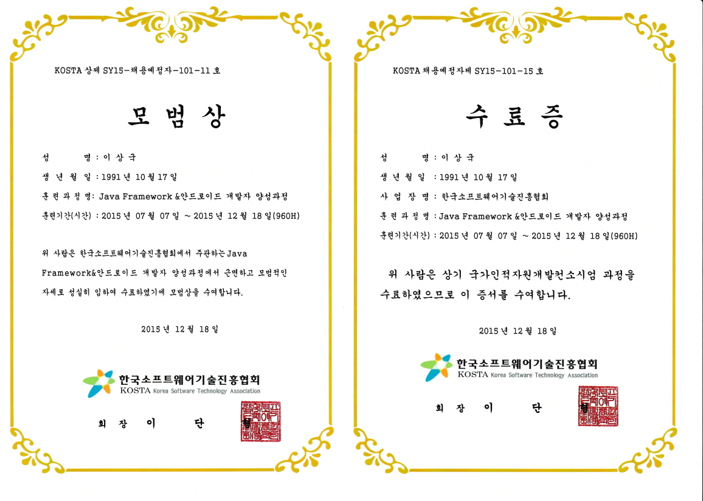 KOSTA 상제 SY15-채용예정자-101-11 호
모 범 상
성 명 : 이 상 국
생 년 월 일 : 1991 년 10 월 17 일
훈 련 과 정 명: Java Framework &안드로이드 개발자 양성과정
훈련기간(시간) : 2015 년 07 월 07 일 ~ 2015 년 12 월 18 일(960H)
위 사람은 한국소프트웨어기술진흥협회에서 주관하는Java
Framework&안드로이드 개발자 양성과정에서 근면하고 모범적인
자세로 성실히 임하여 수료하였기에 모범상을 수여합니다.
2015 년 12 월 18 일
한국소프트웨어기술진흥협회
KOSTA Korea Software Technology Association
회 장 이 단 형
KOSTA 채용예정자제 SY15-101-15 호
수 료 증
성 명 : 이 상 국
생 년 월 일 : 1991 년 10 월 17 일
사 업 장 명 : 한국소프트웨어기술진흥협회
훈 련 과 정 명 : Java Framework &안드로이드 개발자 양성과정
훈련기간(시간) : 2015 년 07 월 07 일 ~ 2015 년 12 월 18 일(960H)
위 사람은 상기 국가인적자원개발컨소시엄 과정을
수료하였으므로 이 증서를 수여합니다.
2015 년 12 월 18 일
한국소프트웨어기술진흥협회
KOSTA Korea Software Technology Association
회 장 이 단 형